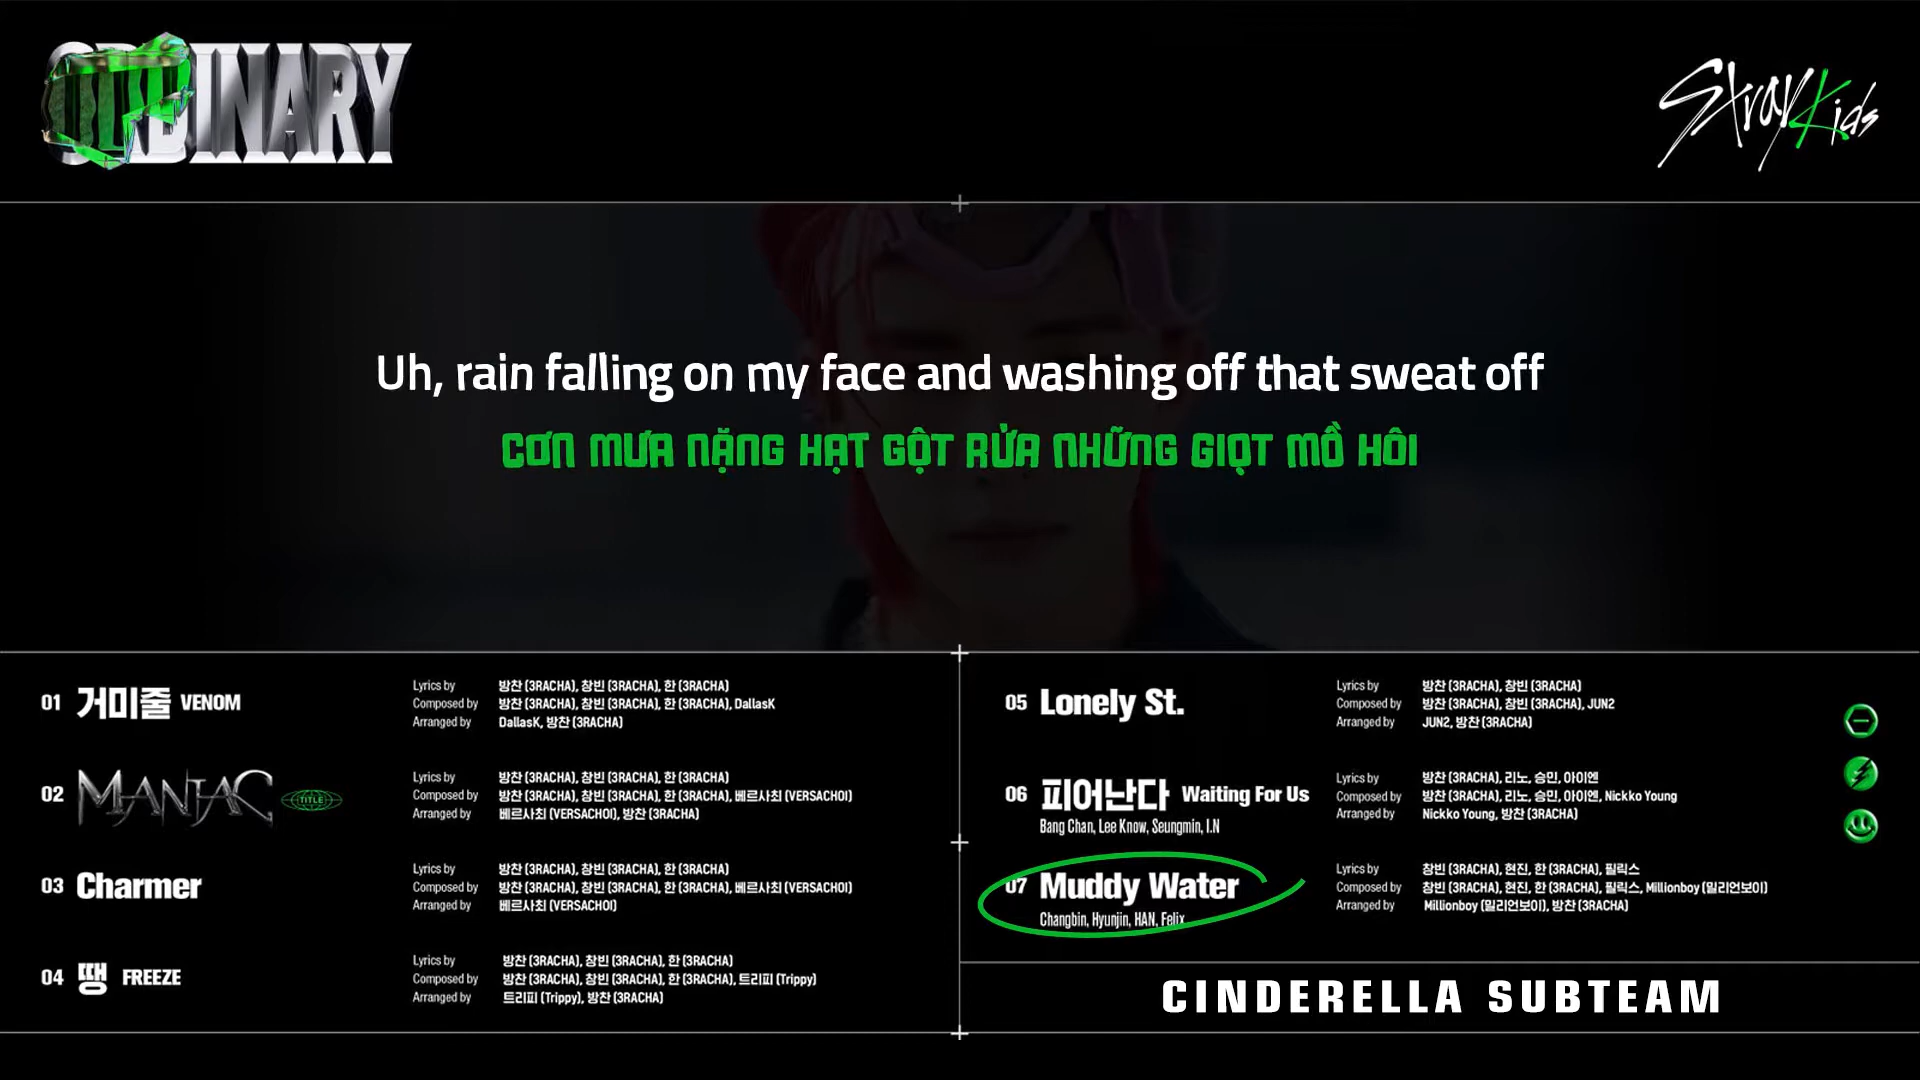 ODDINARY
Stray Kids
Uh, rain falling on my face and washing off that sweat off
CƠN MƯA NẶNG HẠT GỘT RỬA NHỮNG GIỌT MỒ HÔI
01 거미줄 VENOM
Lyrics by 방찬 (3RACHA), 창빈 (3RACHA), 한 (3RACHA)
Composed by 방찬 (3RACHA), 창빈 (3RACHA), 한 (3RACHA), DallasK
Arranged by DallasK, 방찬 (3RACHA)
02 MANIAC TITLE
Lyrics by 방찬 (3RACHA), 창빈 (3RACHA), 한 (3RACHA)
Composed by 방찬 (3RACHA), 창빈 (3RACHA), 한 (3RACHA), 베르사최 (VERSACHOI)
Arranged by 베르사최 (VERSACHOI), 방찬 (3RACHA)
03 Charmer
Lyrics by 방찬 (3RACHA), 창빈 (3RACHA), 한 (3RACHA)
Composed by 방찬 (3RACHA), 창빈 (3RACHA), 한 (3RACHA), 베르사최 (VERSACHOI)
Arranged by 베르사최 (VERSACHOI)
04 땡 FREEZE
Lyrics by 방찬 (3RACHA), 창빈 (3RACHA), 한 (3RACHA)
Composed by 방찬 (3RACHA), 창빈 (3RACHA), 한 (3RACHA), 트리피 (Trippy)
Arranged by 트리피 (Trippy), 방찬 (3RACHA)
05 Lonely St.
Lyrics by 방찬 (3RACHA), 창빈 (3RACHA)
Composed by 방찬 (3RACHA), 창빈 (3RACHA), JUN2
Arranged by JUN2, 방찬 (3RACHA)
06 피어난다 Waiting For Us
Bang Chan, Lee Know, Seungmin, I.N
Lyrics by 방찬 (3RACHA), 리노, 승민, 아이엔
Composed by 방찬 (3RACHA), 리노, 승민, 아이엔, Nickko Young
Arranged by Nickko Young, 방찬 (3RACHA)
07 Muddy Water
Changbin, Hyunjin, HAN, Felix
Lyrics by 창빈 (3RACHA), 현진, 한 (3RACHA), 필릭스
Composed by 창빈 (3RACHA), 현진, 한 (3RACHA), 필릭스, Millionboy (밀리언보이)
Arranged by Millionboy (밀리언보이), 방찬 (3RACHA)
CINDERELLA SUBTEAM